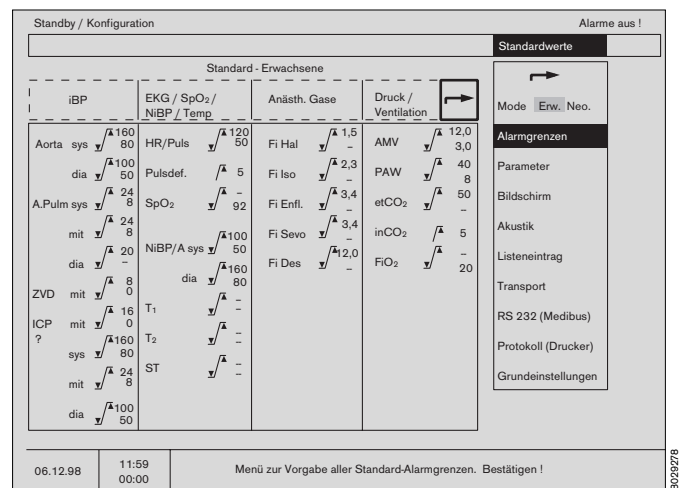 Standby / Konfiguration Alarme aus !
Standardwerte
Standard - Erwachsene
iBP
EKG / SpO₂ /
NiBP / Temp
Anästh. Gase
Druck /
Ventilation
Aorta sys 160
80
dia 100
50
A.Pulm sys 24
8
mit 24
8
dia 20
–
ZVD mit 8
0
ICP mit 16
0
?
sys 160
80
mit 24
8
dia 100
50
HR/Puls 120
50
Pulsdef. 5
SpO₂ –
92
NiBP/A sys 100
50
dia 160
80
T₁ –
–
T₂ –
–
ST –
–
Fi Hal 1,5
–
Fi Iso 2,3
–
Fi Enfl. 3,4
–
Fi Sevo 3,4
–
Fi Des 12,0
–
AMV 12,0
3,0
PAW 40
8
etCO₂ 50
–
inCO₂ 5
FiO₂ –
20
Mode Erw. Neo.
Alarmgrenzen
Parameter
Bildschirm
Akustik
Listeneintrag
Transport
RS 232 (Medibus)
Protokoll (Drucker)
Grundeinstellungen
06.12.98
11:59
00:00
Menü zur Vorgabe aller Standard-Alarmgrenzen. Bestätigen !
3029278